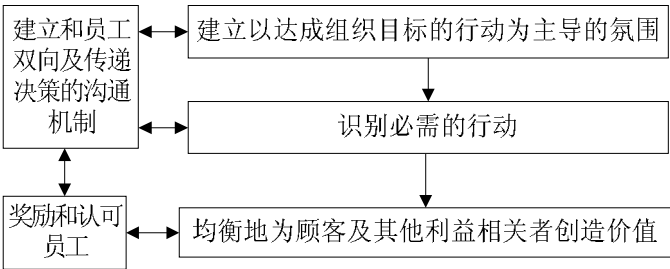 建立和员工
双向及传递
决策的沟通
机制
建立以达成组织目标的行动为主导的氛围
识别必需的行动
奖励和认可
员工
均衡地为顾客及其他利益相关者创造价值